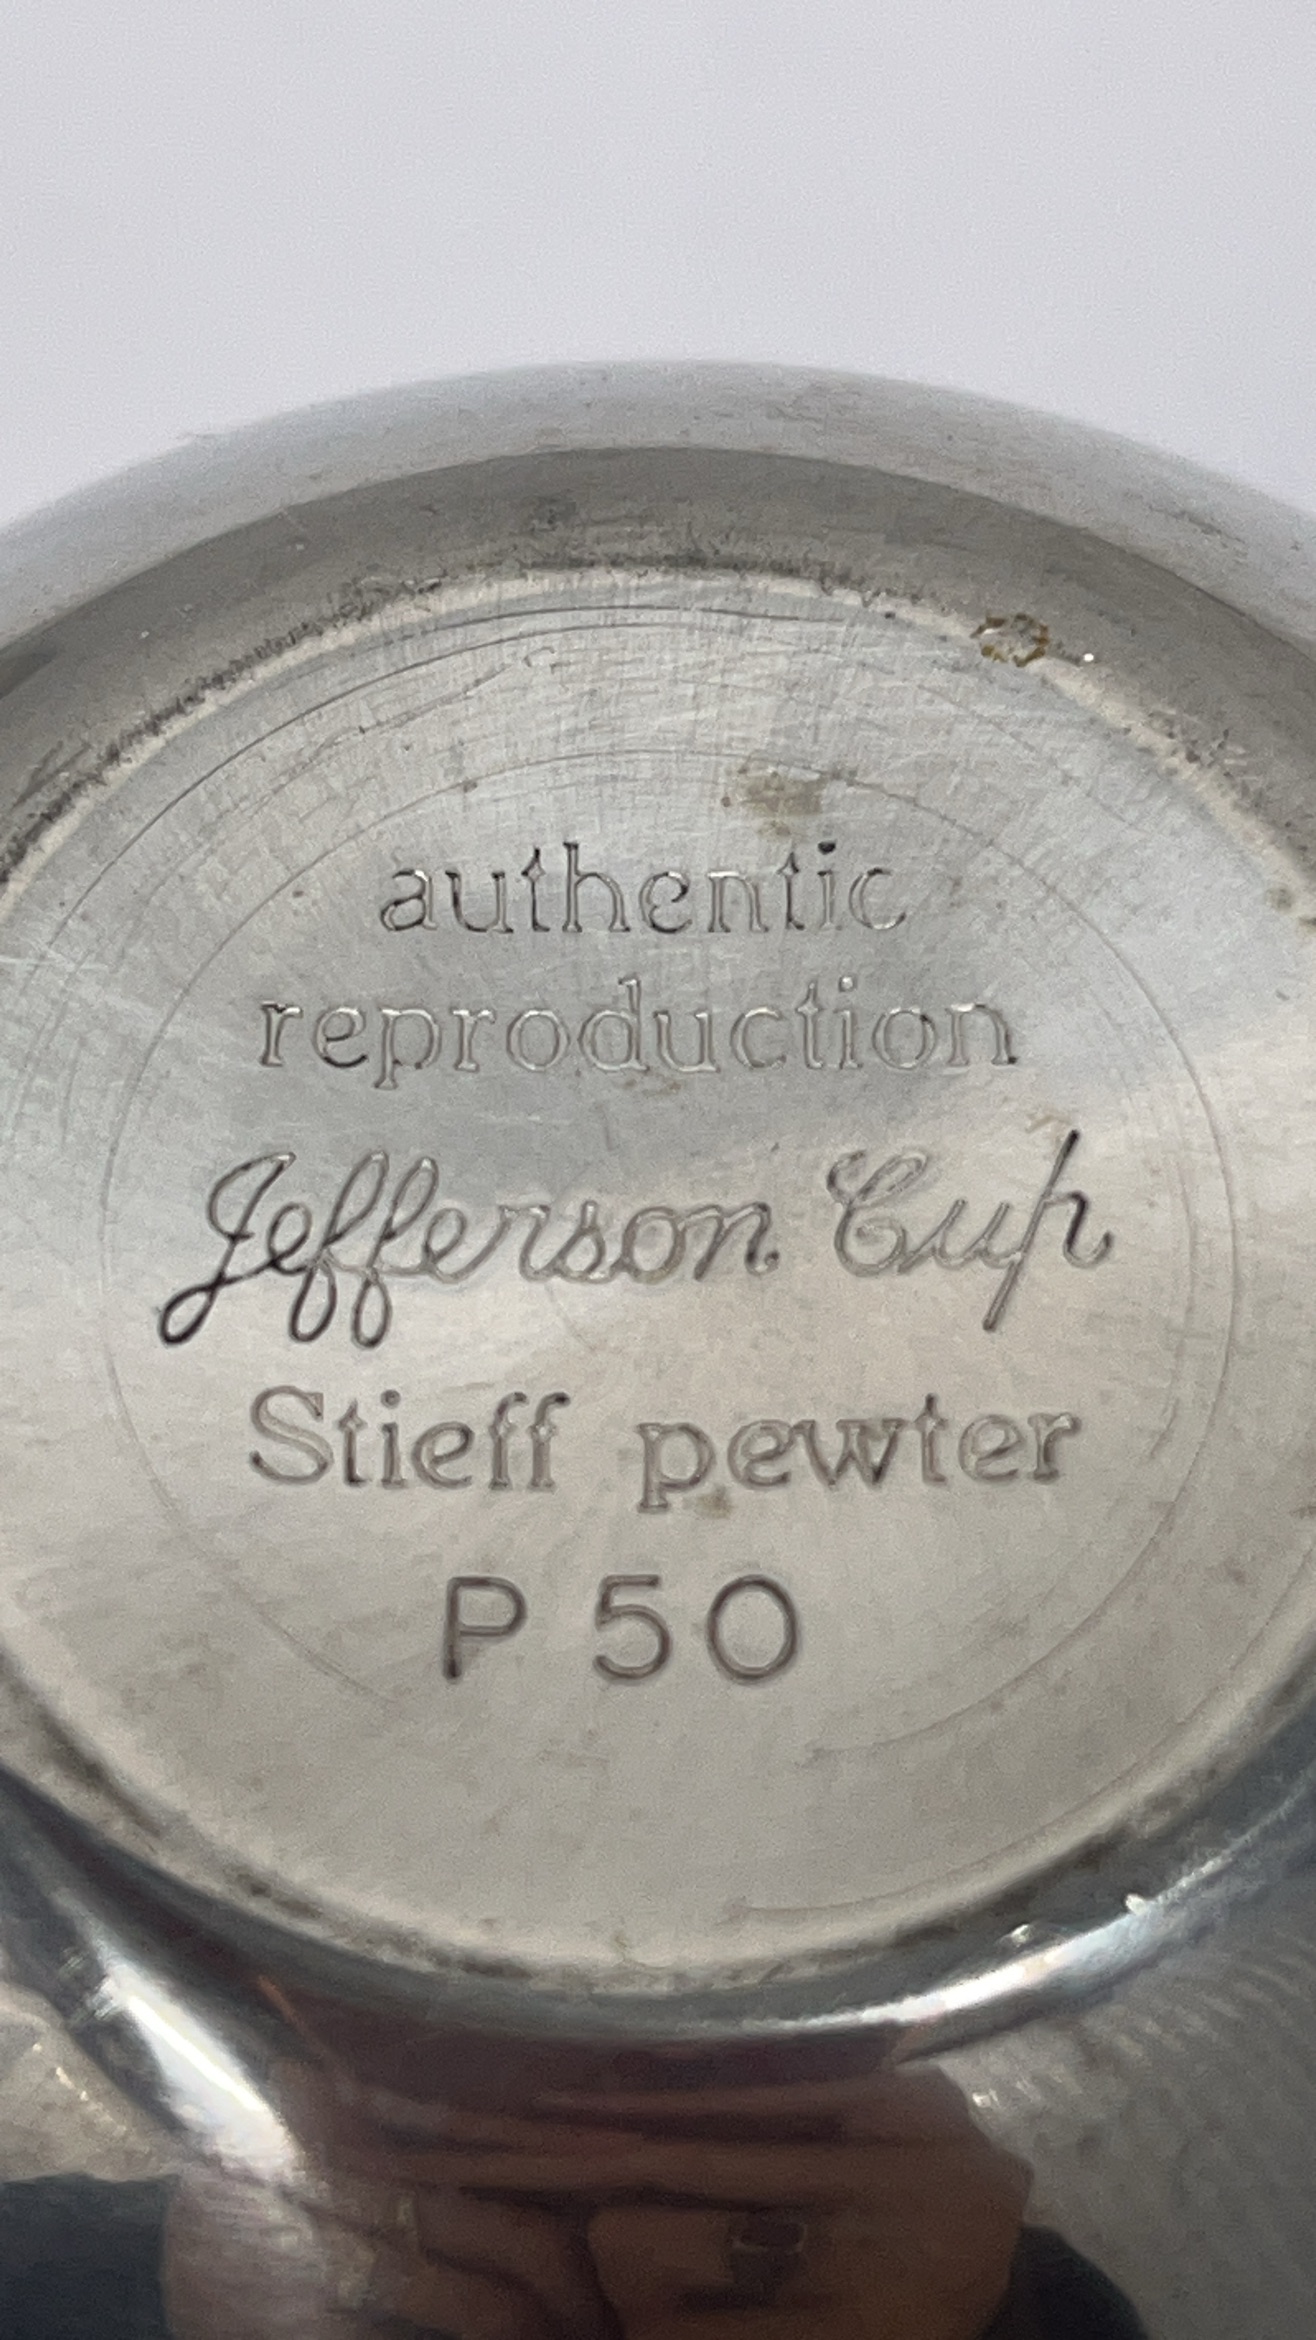 authentic
reproduction
Jefferson Cup
Stieff pewter
P 50